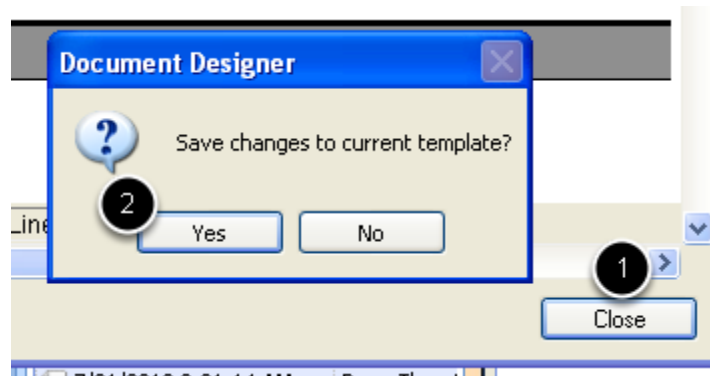 Document Designer
Save changes to current template?
2
Line
Yes
No
1
Close